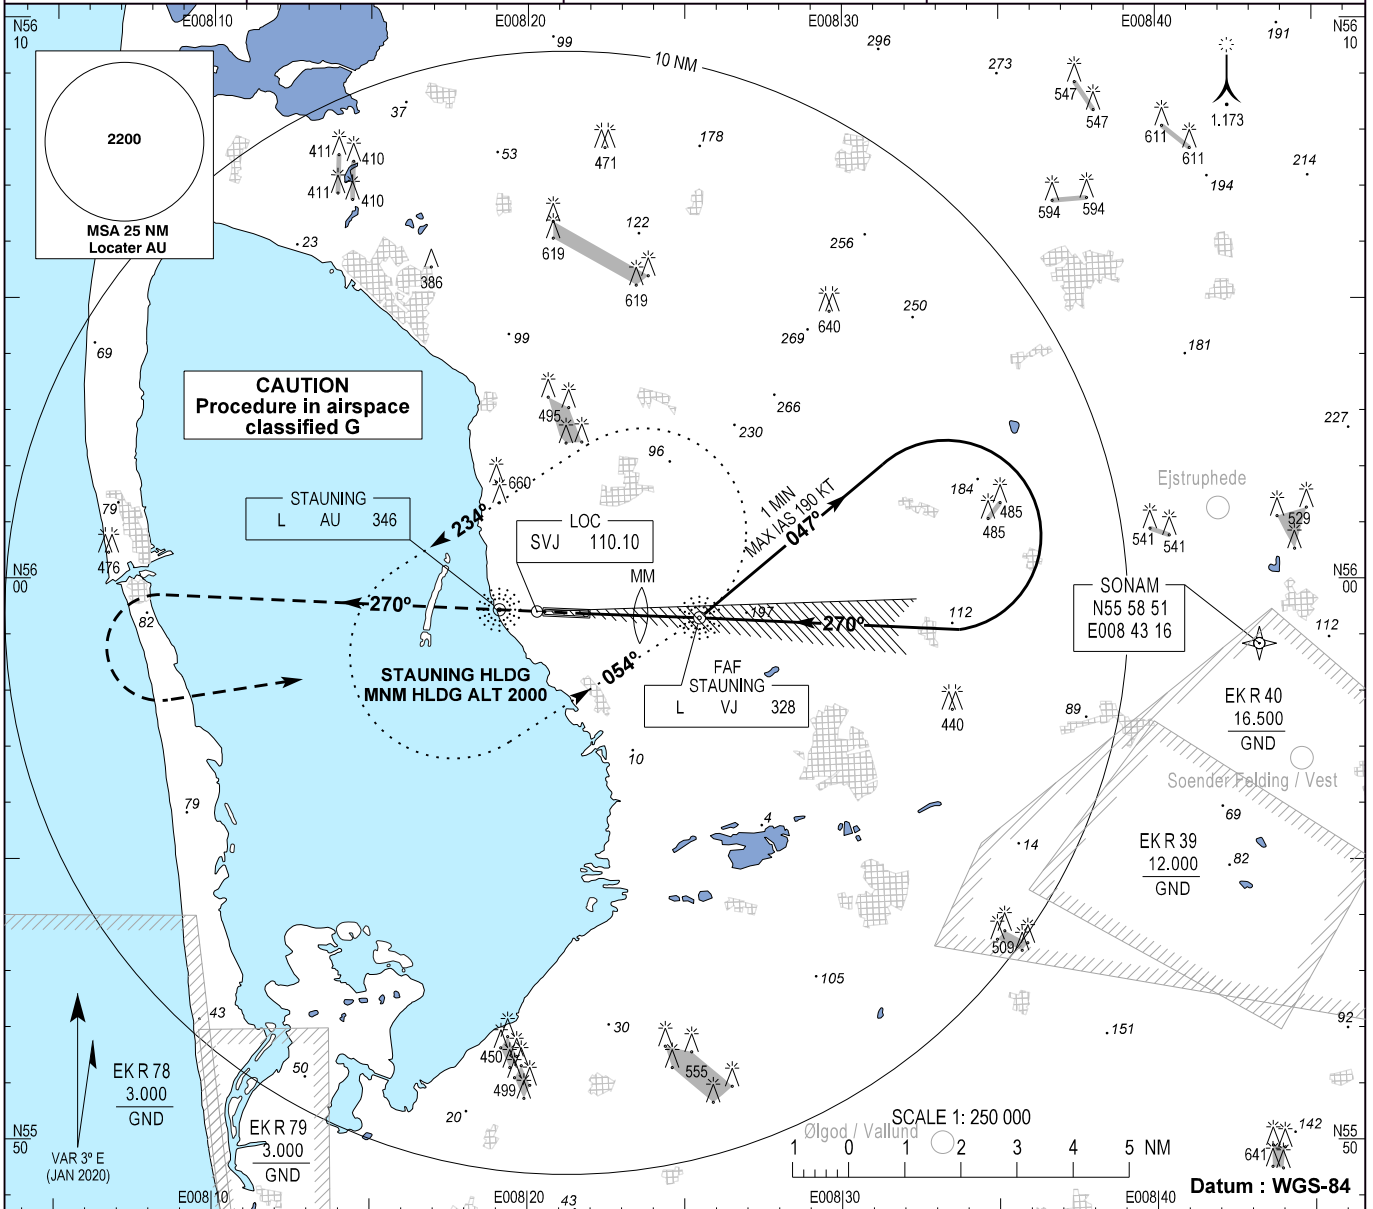 N56
10
E008 10
E008 20
E008 30
E008 40
N56
10
2200
MSA 25 NM
Locater AU
10 NM
99
296
191
273
547
547
1.173
611
611
214
194
594
594
37
411
410
411
410
53
471
178
23
386
619
122
619
256
640
250
269
181
69
99
CAUTION
Procedure in airspace
classified G
495
266
230
96
227
Ejstruphede
660
234º
STAUNING
L AU 346
LOC
SVJ 110.10
1 MIN
MAX IAS 190 KT
047º
184
485
485
541
541
529
79
476
N56
00
N56
00
MM
SONAM
N55 58 51
E008 43 16
270º
82
197
270º
112
112
STAUNING HLDG
MNM HLDG ALT 2000
054º
FAF
STAUNING
L VJ 328
440
89
EK R 40
16.500
GND
10
Soender Felding / Vest
79
4
14
69
EK R 39
12.000
GND
82
509
105
43
30
151
92
450
499
555
50
EK R 78
3.000
GND
EK R 79
3.000
GND
20
VAR 3º E
(JAN 2020)
SCALE 1: 250 000
Ølgod / Vallund
1 0 1 2 3 4 5 NM
142
641
N55
50
N55
50
E008 10
E008 20
43
E008 30
E008 40
Datum : WGS-84